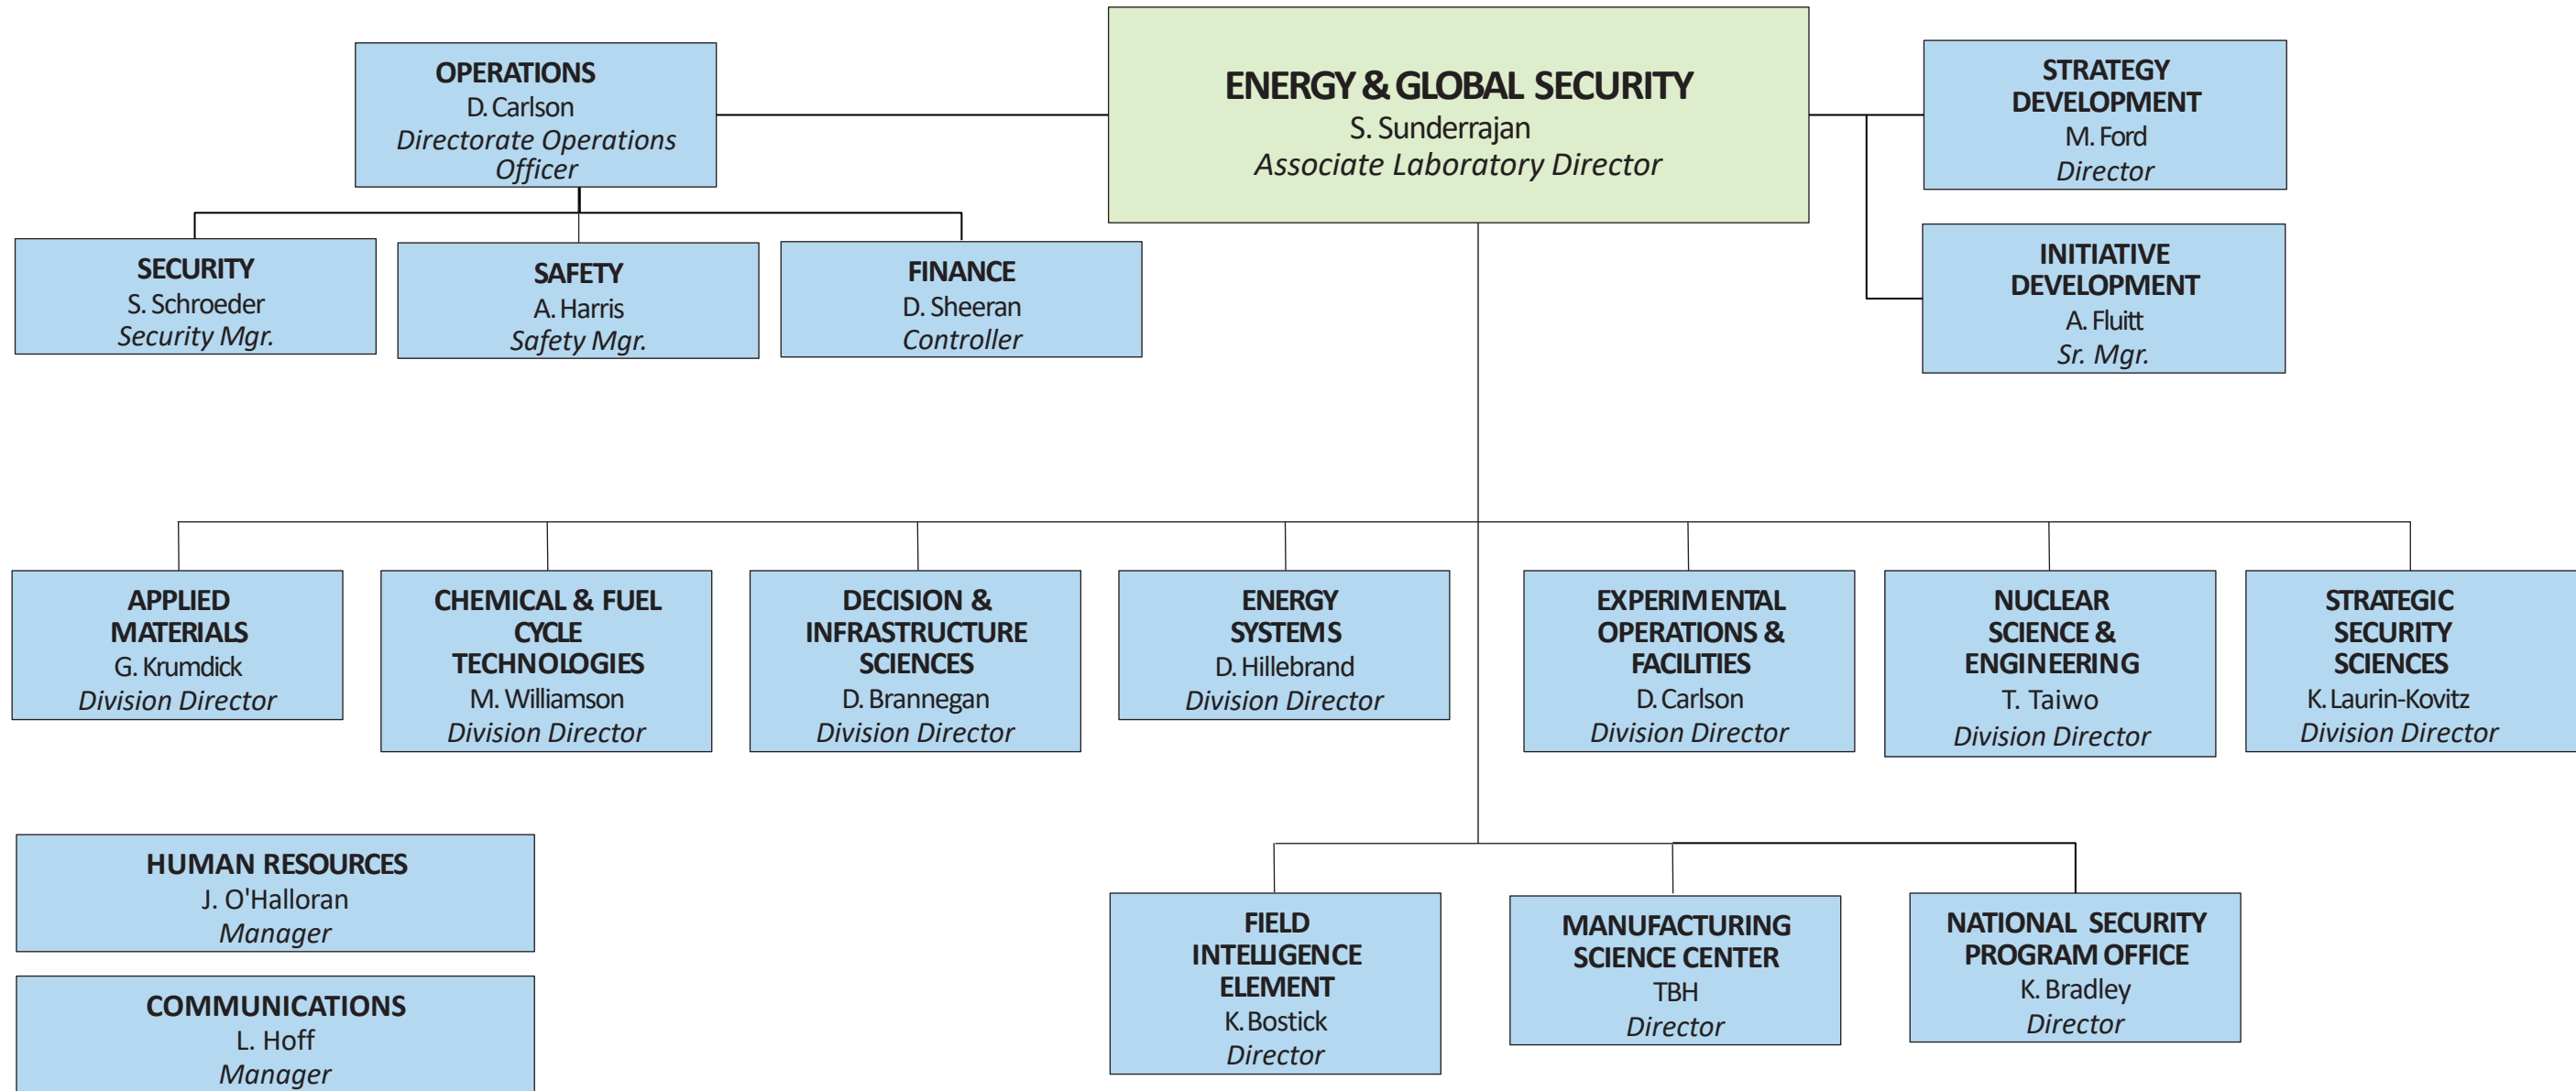 OPERATIONS
D. Carlson
Directorate Operations
Officer
ENERGY & GLOBAL SECURITY
S. Sunderrajan
Associate Laboratory Director
STRATEGY
DEVELOPMENT
M. Ford
Director
SECURITY
S. Schroeder
Security Mgr.
SAFETY
A. Harris
Safety Mgr.
FINANCE
D. Sheeran
Controller
INITIATIVE
DEVELOPMENT
A. Fluitt
Sr. Mgr.
APPLIED
MATERIALS
G. Krumdick
Division Director
CHEMICAL & FUEL
CYCLE
TECHNOLOGIES
M. Williamson
Division Director
DECISION &
INFRASTRUCTURE
SCIENCES
D. Brannegan
Division Director
ENERGY
SYSTEMS
D. Hillebrand
Division Director
EXPERIMENTAL
OPERATIONS &
FACILITIES
D. Carlson
Division Director
NUCLEAR
SCIENCE &
ENGINEERING
T. Taiwo
Division Director
STRATEGIC
SECURITY
SCIENCES
K. Laurin-Kovitz
Division Director
HUMAN RESOURCES
J. O'Halloran
Manager
COMMUNICATIONS
L. Hoff
Manager
FIELD
INTELLIGENCE
ELEMENT
K. Bostick
Director
MANUFACTURING
SCIENCE CENTER
TBH
Director
NATIONAL SECURITY
PROGRAM OFFICE
K. Bradley
Director